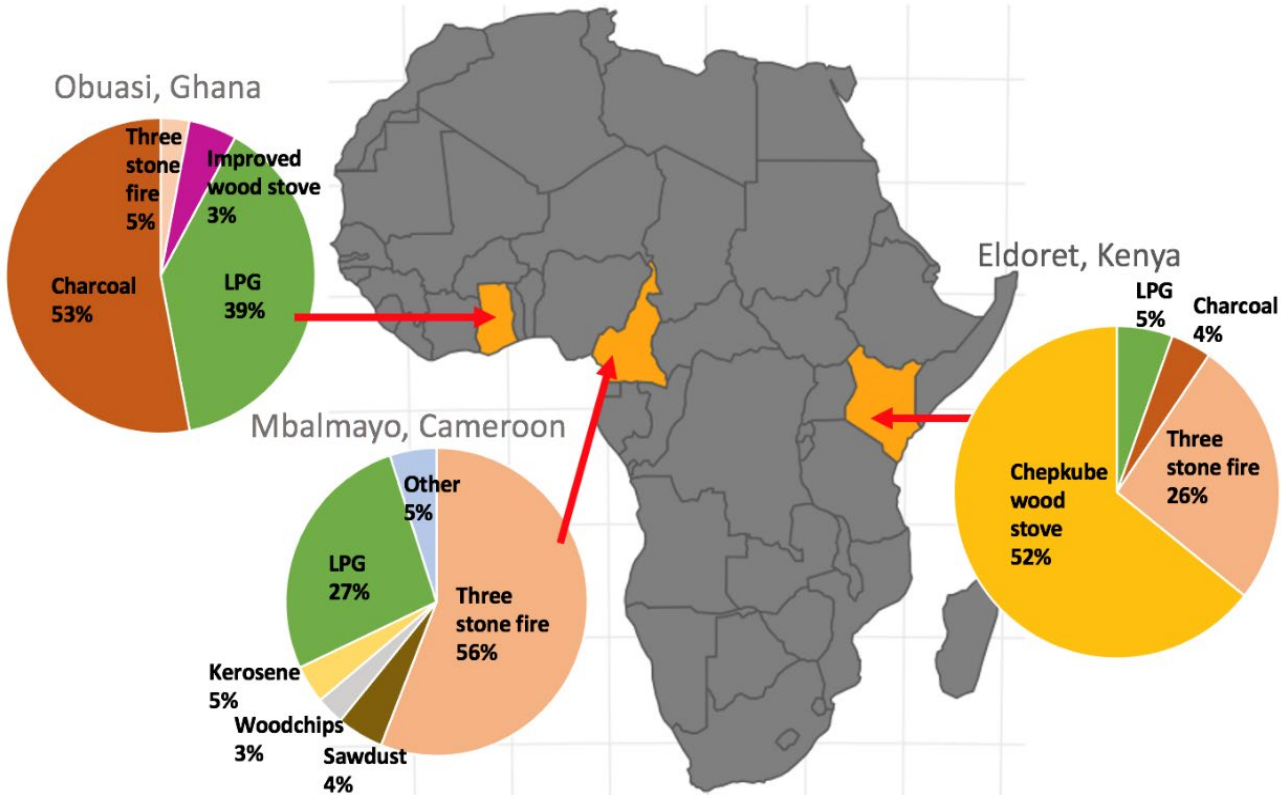 Obuasi, Ghana
Three
stone
fire
5%
Improved
wood stove
3%
Charcoal
53%
LPG
39%
Eldoret, Kenya
LPG
5%
Charcoal
4%
Three
stone fire
26%
Chepkube
wood
stove
52%
Mbalmayo, Cameroon
Other
5%
LPG
27%
Three
stone fire
56%
Kerosene
5%
Woodchips
3%
Sawdust
4%